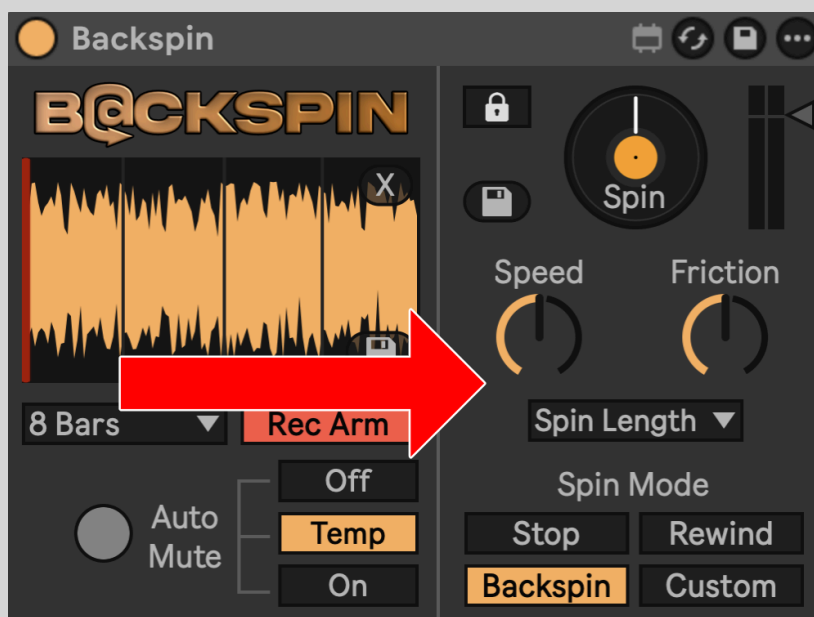 Backspin
B@CKSPIN
X
8 Bars
Rec Arm
Auto
Mute
Off
Temp
On
Spin
Speed
Friction
Spin Length
Spin Mode
Stop
Rewind
Backspin
Custom